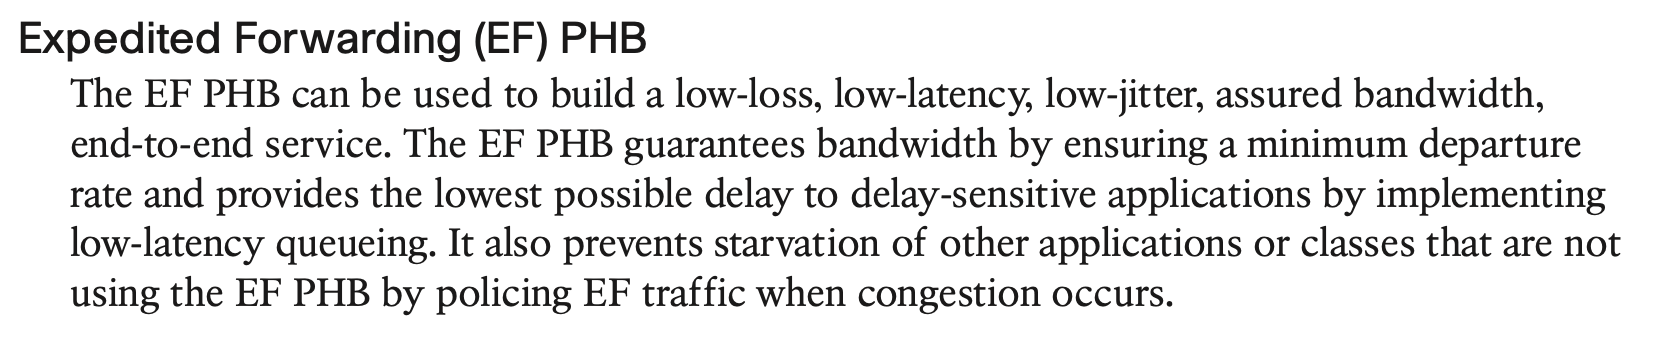 Expedited Forwarding (EF) PHB
The EF PHB can be used to build a low-loss, low-latency, low-jitter, assured bandwidth,
end-to-end service. The EF PHB guarantees bandwidth by ensuring a minimum departure
rate and provides the lowest possible delay to delay-sensitive applications by implementing
low-latency queueing. It also prevents starvation of other applications or classes that are not
using the EF PHB by policing EF traffic when congestion occurs.